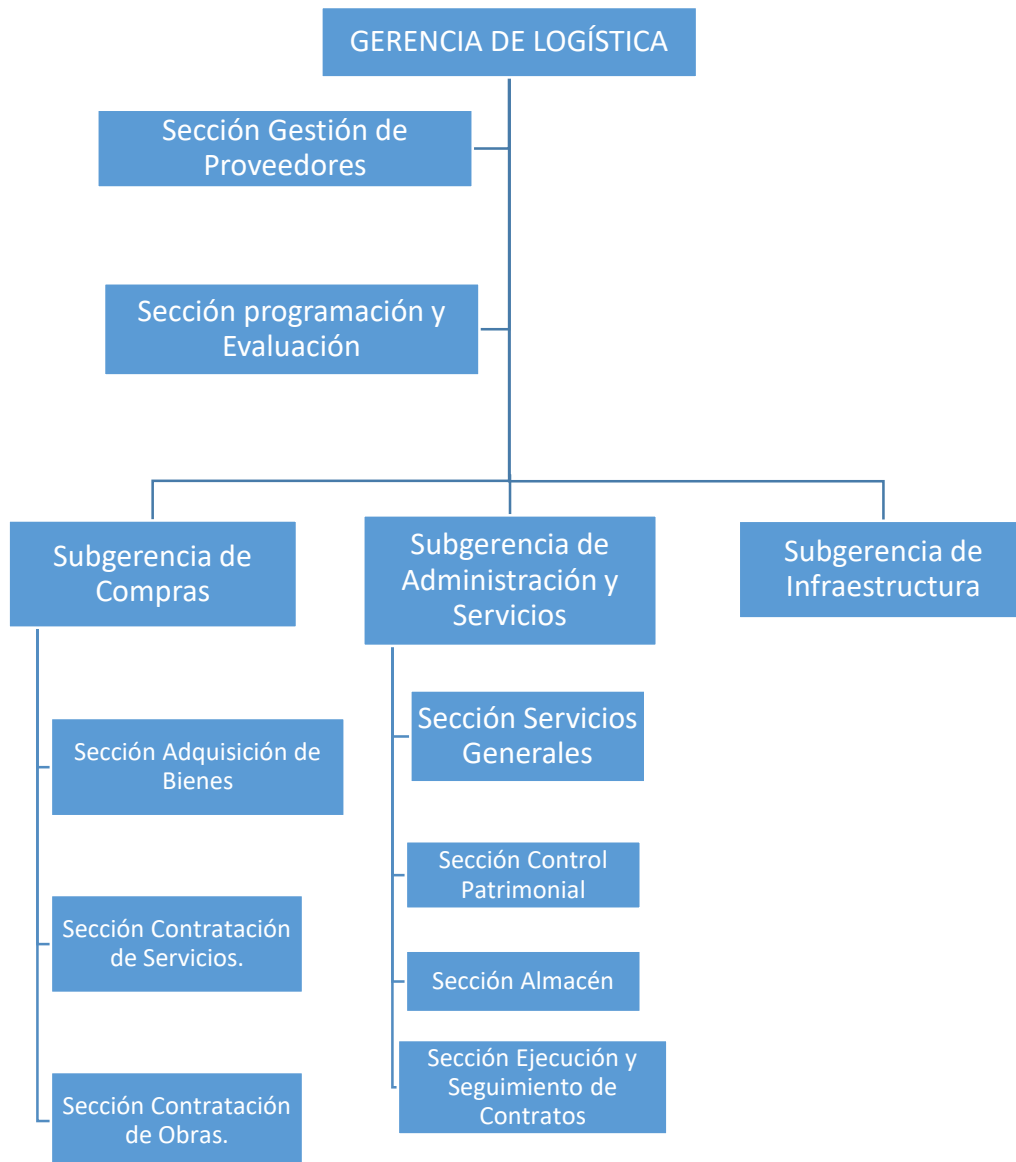 GERENCIA DE LOGÍSTICA
Sección Gestión de
Proveedores
Sección programación y
Evaluación
Subgerencia de
Compras
Subgerencia de
Administración y
Servicios
Subgerencia de
Infraestructura
Sección Adquisición de
Bienes
Sección Contratación
de Servicios.
Sección Contratación
de Obras.
Sección Servicios
Generales
Sección Control
Patrimonial
Sección Almacén
Sección Ejecución y
Seguimiento de
Contratos